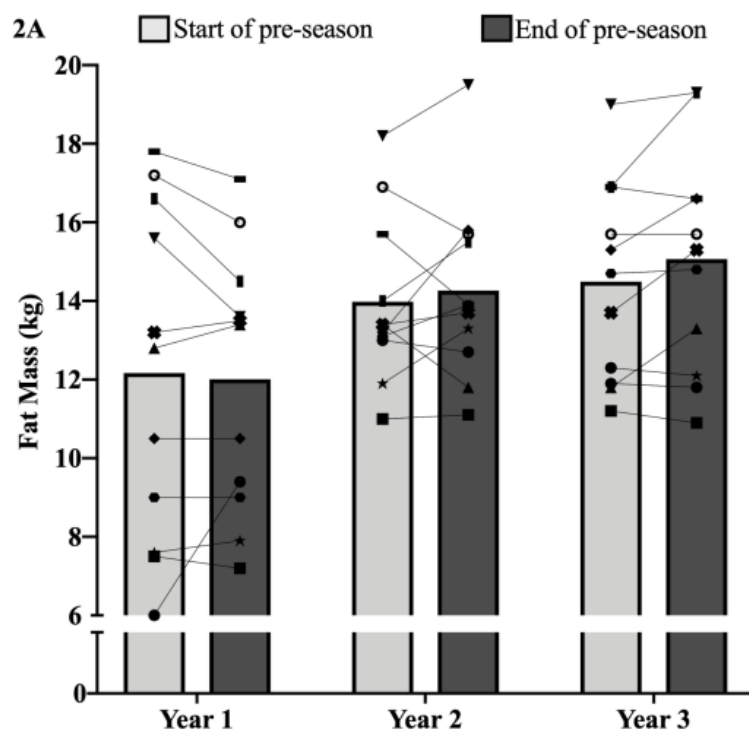 2A
Start of pre-season
End of pre-season
Fat Mass (kg)
20
18
16
14
12
10
8
6
0
Year 1
Year 2
Year 3